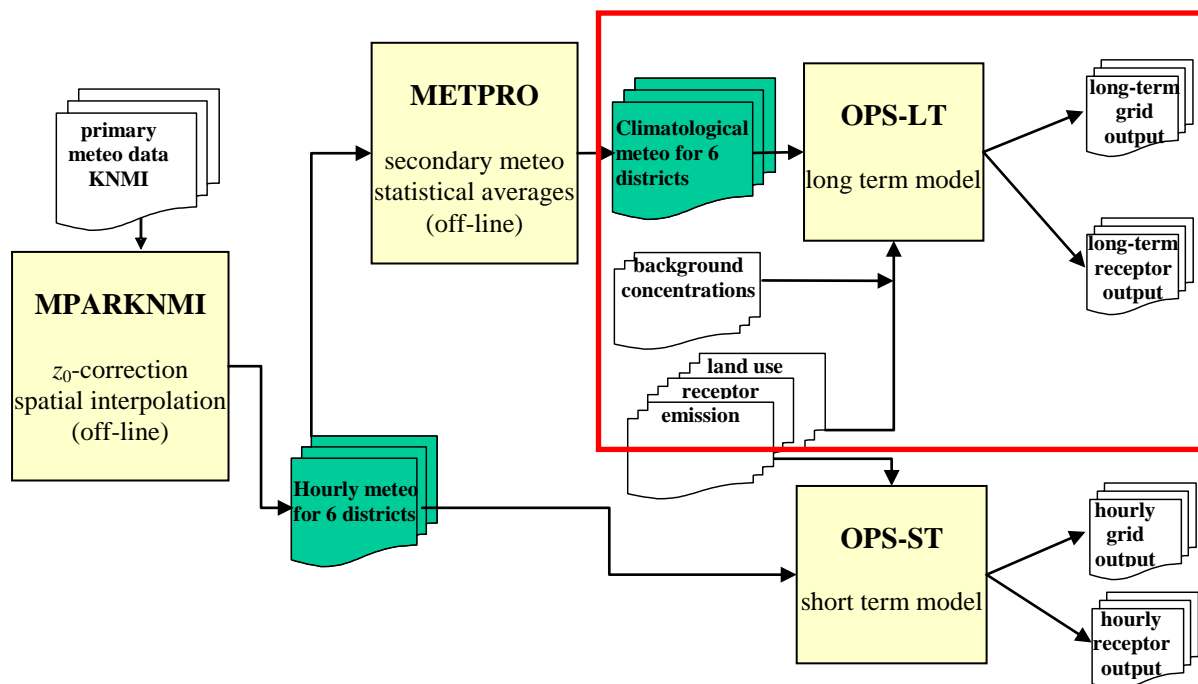 primary
meteo data
KNMI
MPARKNMI
z0-correction
spatial interpolation
(off-line)
METPRO
secondary meteo
statistical averages
(off-line)
Hourly meteo
for 6 districts
Climatological
meteo for 6
districts
background
concentrations
land use
receptor
emission
OPS-LT
long term model
long-term
grid
output
long-term
receptor
output
OPS-ST
short term model
hourly
grid
output
hourly
receptor
output